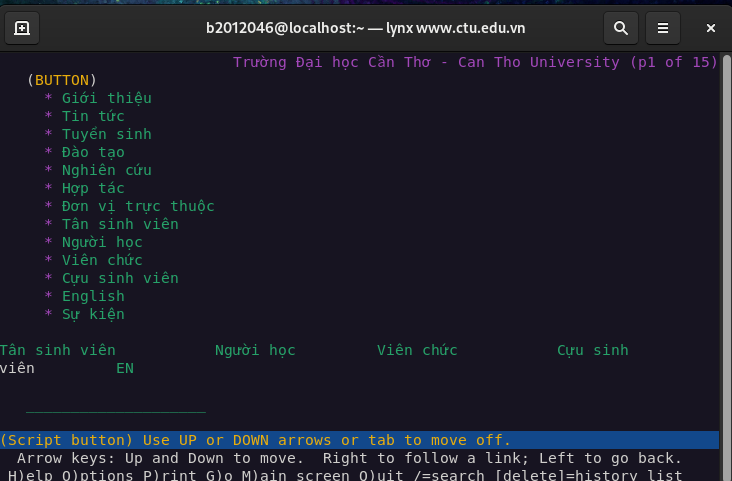 b2012046@localhost:~ — lynx www.ctu.edu.vn
Trường Đại học Cần Thơ - Can Tho University (p1 of 15)
(BUTTON)
* Giới thiệu
* Tin tức
* Tuyển sinh
* Đào tạo
* Nghiên cứu
* Hợp tác
* Đơn vị trực thuộc
* Tân sinh viên
* Người học
* Viên chức
* Cựu sinh viên
* English
* Sự kiện
Tân sinh viên Người học Viên chức Cựu sinh
viên EN
____________________
(Script button) Use UP or DOWN arrows or tab to move off.
Arrow keys: Up and Down to move. Right to follow a link; Left to go back.
H)elp O)ptions P)rint G)o M)ain screen Q)uit /=search [delete]=history list